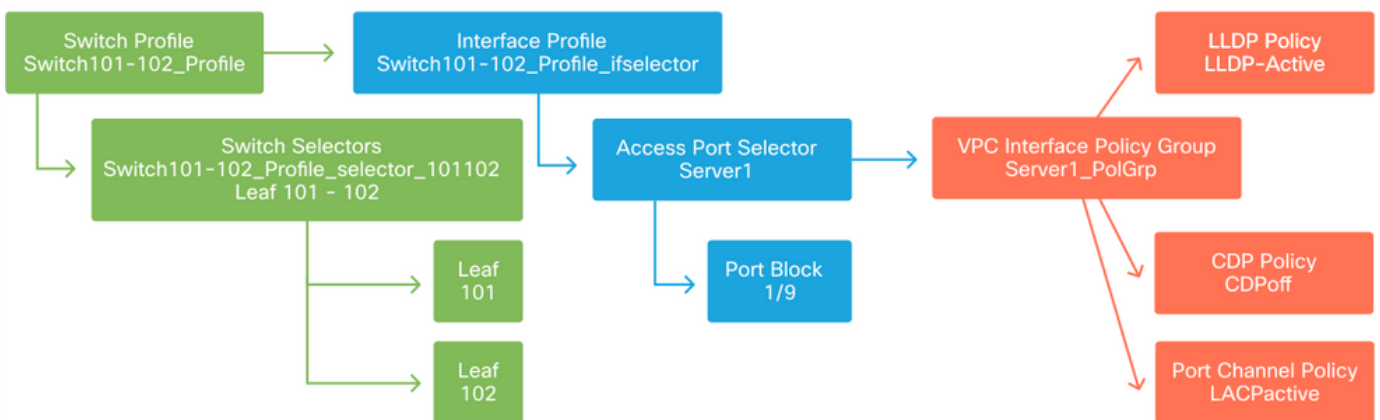 Switch Profile
Switch101-102_Profile
Interface Profile
Switch101-102_Profile_ifselector
LLDP Policy
LLDP-Active
Switch Selectors
Switch101-102_Profile_selector_101102
Leaf 101 - 102
Access Port Selector
Server1
VPC Interface Policy Group
Server1_PolGrp
Leaf
101
Port Block
1/9
CDP Policy
CDPoff
Leaf
102
Port Channel Policy
LACPactive